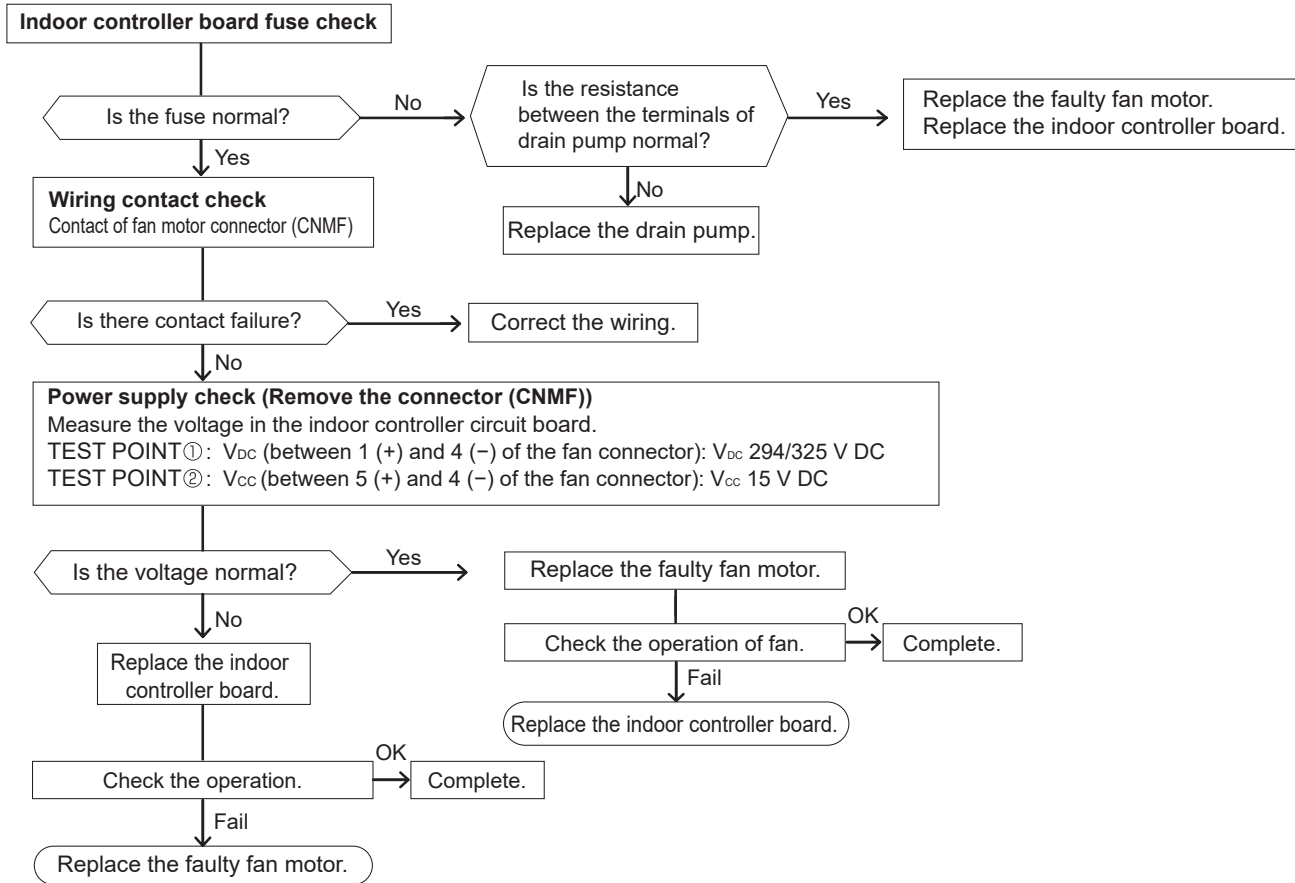 Indoor controller board fuse check
Is the fuse normal?
No
Is the resistance
between the terminals of
drain pump normal?
Yes
Replace the faulty fan motor.
Replace the indoor controller board.
Yes
No
Wiring contact check
Contact of fan motor connector (CNMF)
Replace the drain pump.
Is there contact failure?
Yes
Correct the wiring.
No
Power supply check (Remove the connector (CNMF))
Measure the voltage in the indoor controller circuit board.
TEST POINT①: VDC (between 1 (+) and 4 (−) of the fan connector): VDC 294/325 V DC
TEST POINT②: VCC (between 5 (+) and 4 (−) of the fan connector): VCC 15 V DC
Is the voltage normal?
Yes
Replace the faulty fan motor.
No
Check the operation of fan.
OK
Complete.
Replace the indoor
controller board.
Fail
Replace the indoor controller board.
Check the operation.
OK
Complete.
Fail
Replace the faulty fan motor.